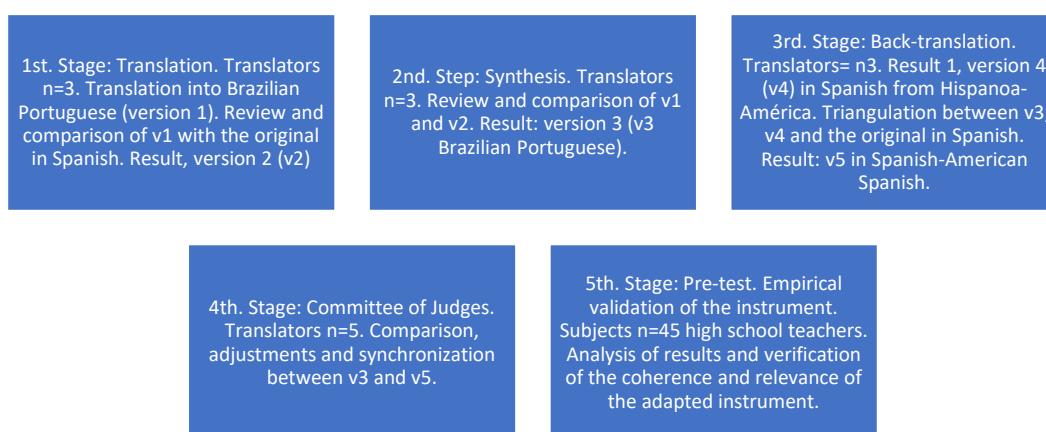 1st. Stage: Translation. Translators
n=3. Translation into Brazilian
Portuguese (version 1). Review and
comparison of v1 with the original
in Spanish. Result, version 2 (v2)
2nd. Step: Synthesis. Translators
n=3. Review and comparison of v1
and v2. Result: version 3 (v3
Brazilian Portuguese).
3rd. Stage: Back-translation.
Translators= n3. Result 1, version 4
(v4) in Spanish from Hispanoa-
América. Triangulation between v3,
v4 and the original in Spanish.
Result: v5 in Spanish-American
Spanish.
4th. Stage: Committee of Judges.
Translators n=5. Comparison,
adjustments and synchronization
between v3 and v5.
5th. Stage: Pre-test. Empirical
validation of the instrument.
Subjects n=45 high school teachers.
Analysis of results and verification
of the coherence and relevance of
the adapted instrument.